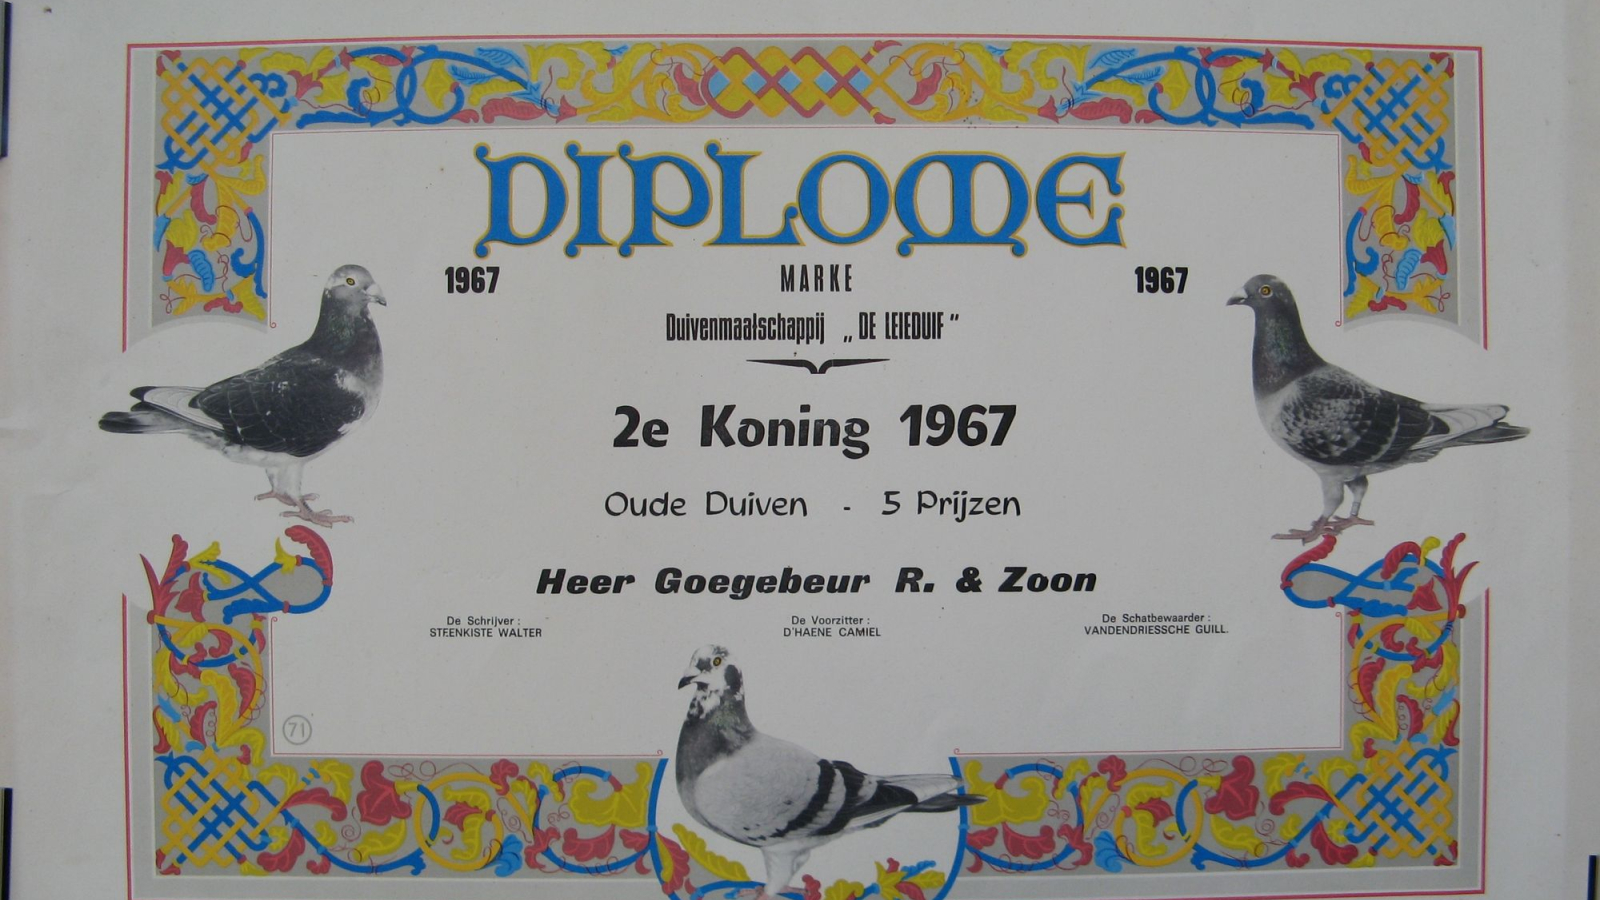 DIPLOME
1967 MARKE 1967
Duivenmaatschappij „DE LEIEDUIF”
2e Koning 1967
Oude Duiven - 5 Prijzen
Heer Goegebeur R. & Zoon
De Schrijver : De Voorzitter : De Schatbewaarder :
STEENKISTE WALTER D'HAENE CAMIEL VANDENDRIESSCHE GUILL.
71